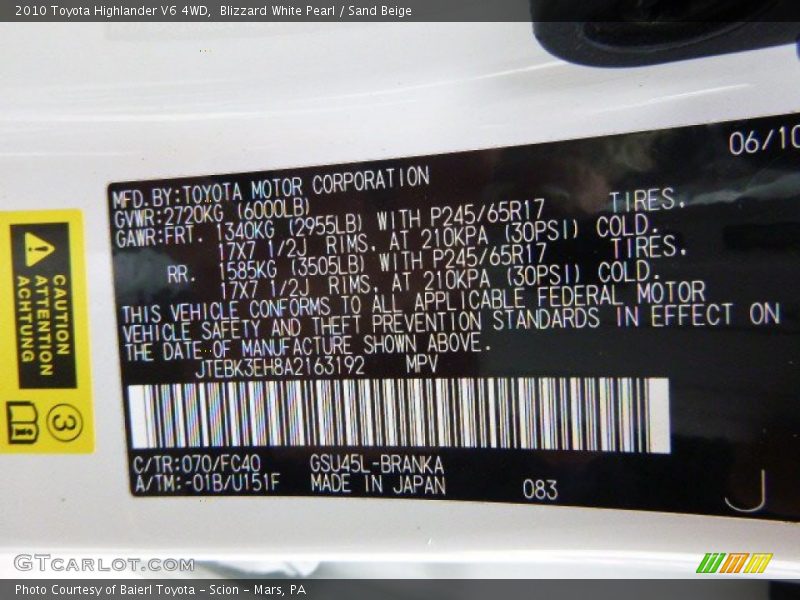 2010 Toyota Highlander V6 4WD, Blizzard White Pearl / Sand Beige
06/10
MFD.BY:TOYOTA MOTOR CORPORATION
GVWR:2720KG (6000LB)
GAWR:FRT. 1340KG (2955LB) WITH P245/65R17 TIRES,
17X7 1/2J RIMS, AT 210KPA (30PSI) COLD.
RR. 1585KG (3505LB) WITH P245/65R17 TIRES,
17X7 1/2J RIMS, AT 210KPA (30PSI) COLD.
THIS VEHICLE CONFORMS TO ALL APPLICABLE FEDERAL MOTOR
VEHICLE SAFETY AND THEFT PREVENTION STANDARDS IN EFFECT ON
THE DATE OF MANUFACTURE SHOWN ABOVE.
JTEBK3EH8A2163192 MPV
C/TR:070/FC40 GSU45L-BRANKA
A/TM:-01B/U151F MADE IN JAPAN 083 J
CAUTION
ATTENTION
ACHTUNG
3
GTCARLOT.COM
Photo Courtesy of Baierl Toyota - Scion - Mars, PA